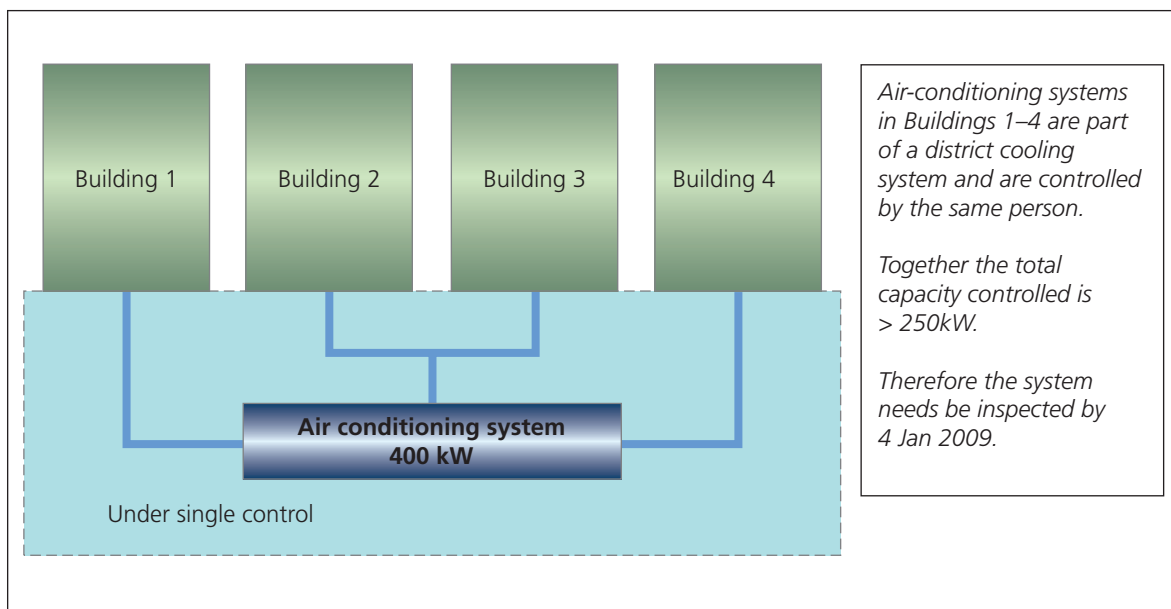 Building 1
Building 2
Building 3
Building 4
Air conditioning system
400 kW
Under single control
Air-conditioning systems
in Buildings 1–4 are part
of a district cooling
system and are controlled
by the same person.
Together the total
capacity controlled is
> 250kW.
Therefore the system
needs be inspected by
4 Jan 2009.